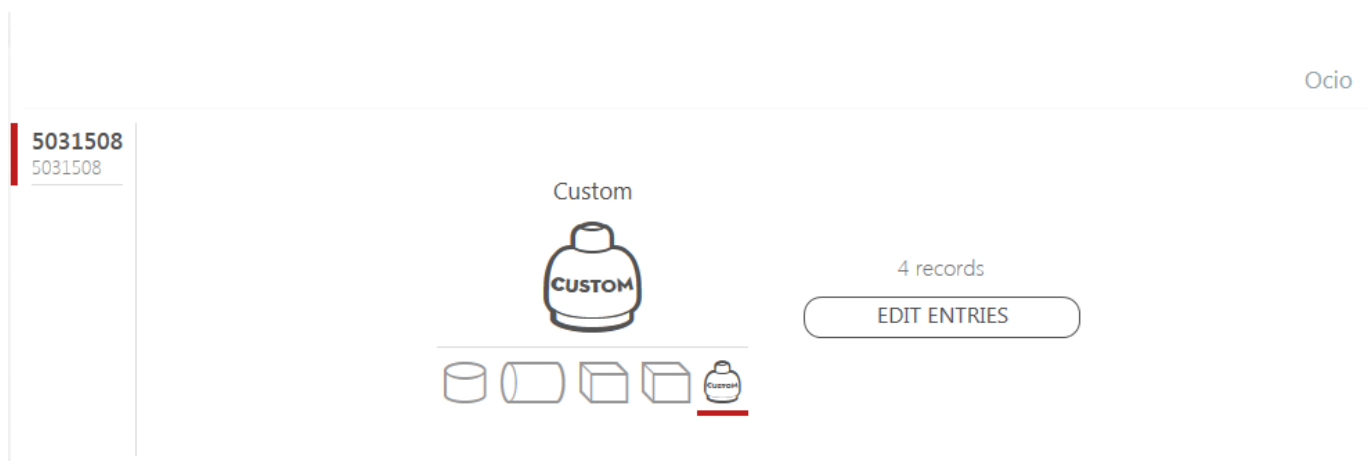 Ocio
5031508
5031508
Custom
CUSTOM
4 records
EDIT ENTRIES
CUSTOM